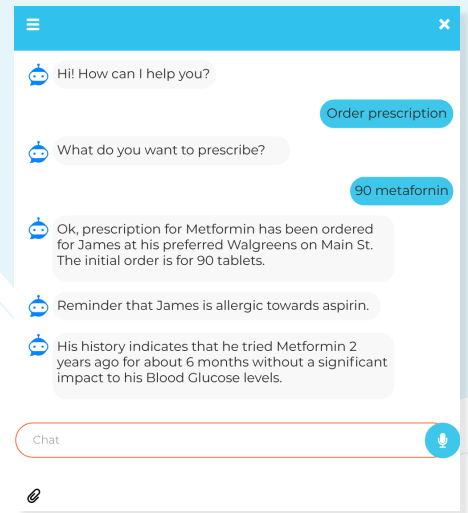 Hi! How can I help you?
Order prescription
What do you want to prescribe?
90 metafornin
Ok, prescription for Metformin has been ordered
for James at his preferred Walgreens on Main St.
The initial order is for 90 tablets.
Reminder that James is allergic towards aspirin.
His history indicates that he tried Metformin 2
years ago for about 6 months without a significant
impact to his Blood Glucose levels.
Chat